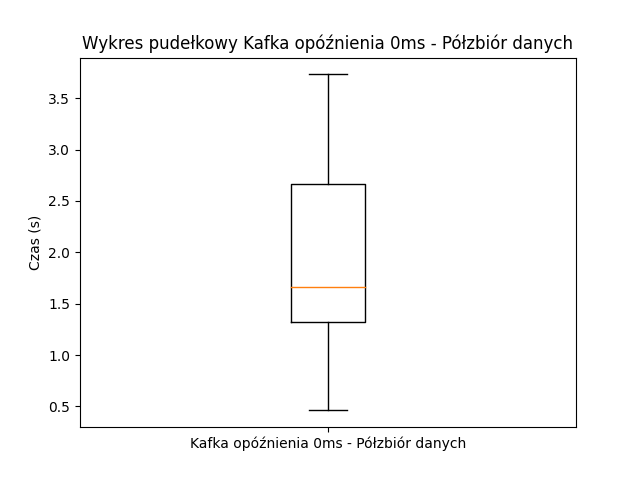 Wykres pudełkowy Kafka opóźnienia 0ms - Półzbiór danych
3.5
3.0
2.5
2.0
1.5
1.0
0.5
Czas (s)
Kafka opóźnienia 0ms - Półzbiór danych